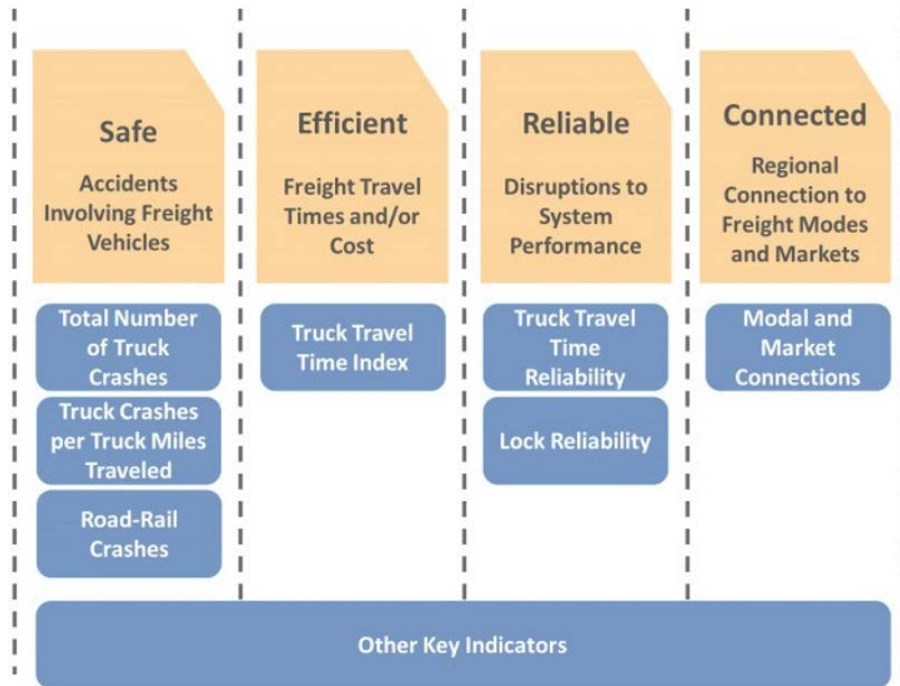 Safe
Accidents
Involving Freight
Vehicles
Efficient
Freight Travel
Times and/or
Cost
Reliable
Disruptions to
System
Performance
Connected
Regional
Connection to
Freight Modes
and Markets
Total Number
of Truck
Crashes
Truck Crashes
per Truck Miles
Traveled
Road-Rail
Crashes
Truck Travel
Time Index
Truck Travel
Time
Reliability
Lock Reliability
Modal and
Market
Connections
Other Key Indicators